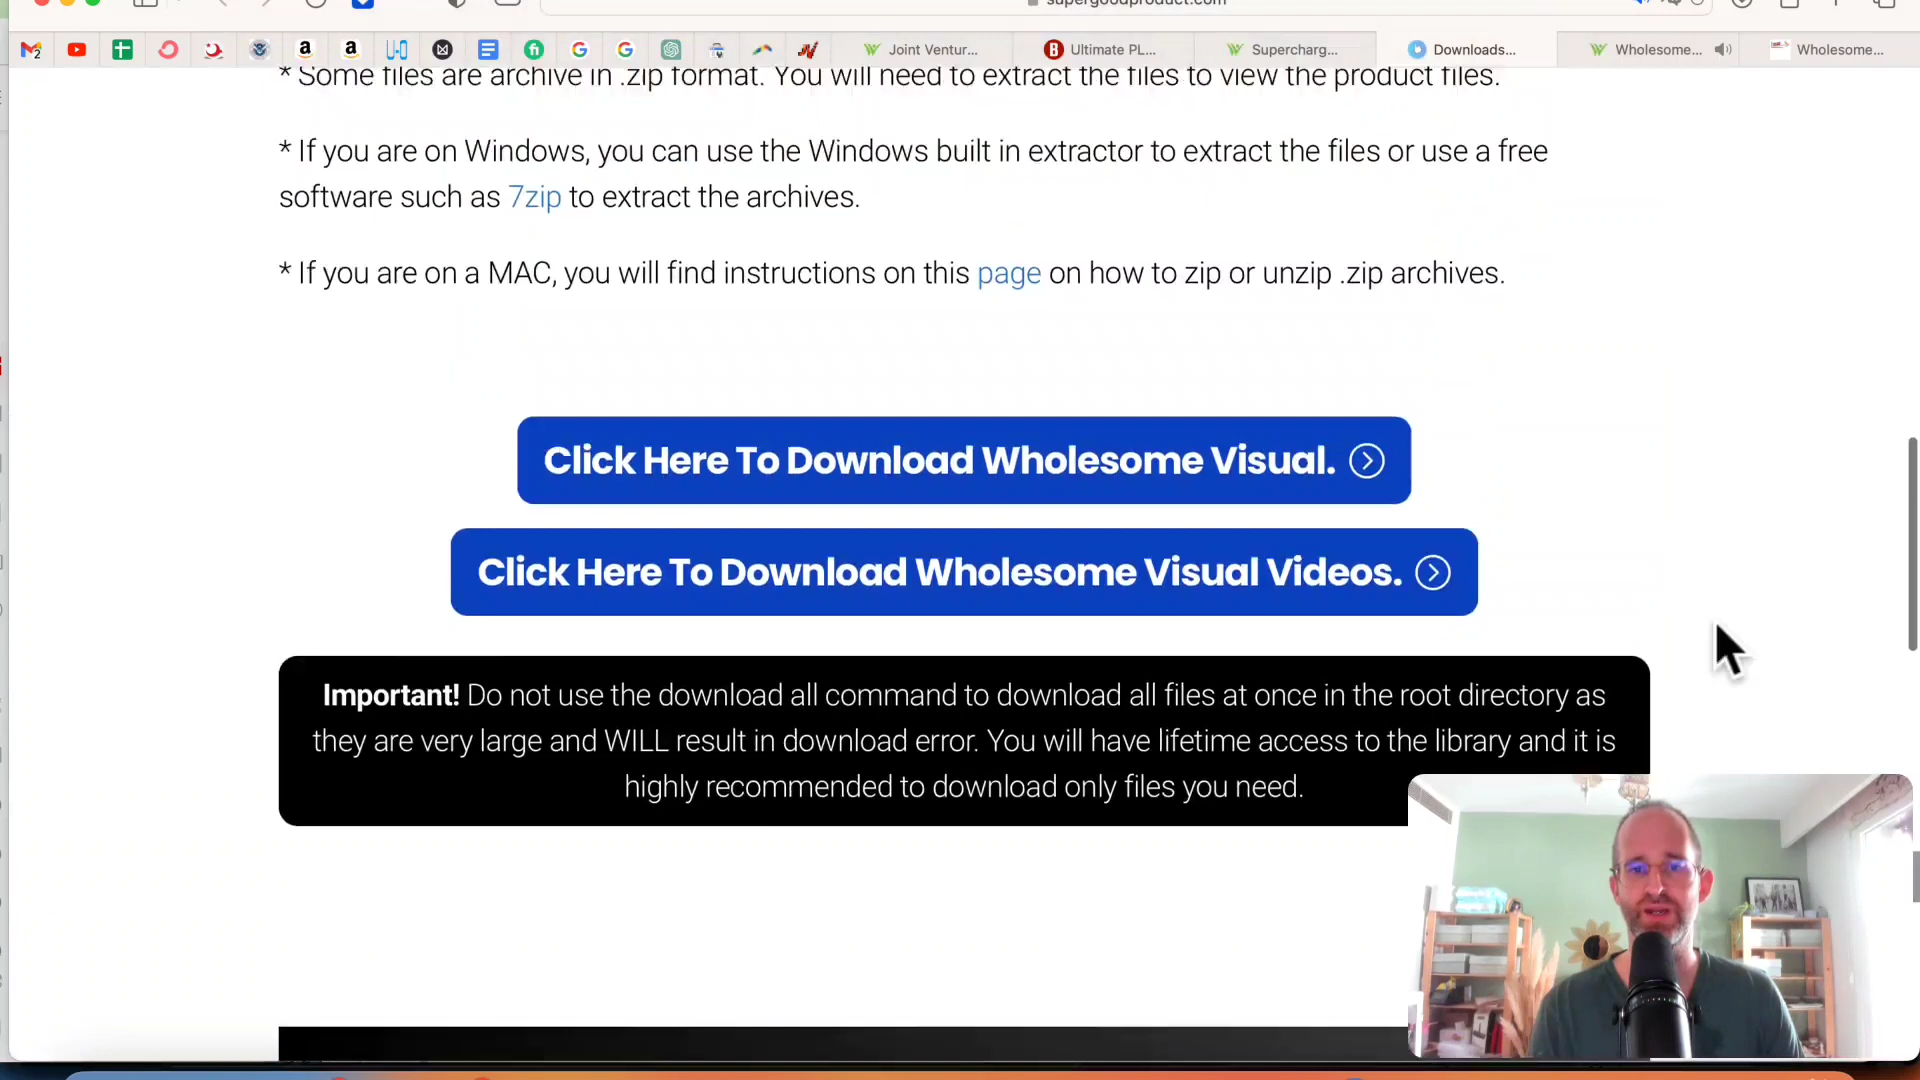 supergoodproduct.com
Joint Ventur...
Ultimate PL...
Supercharg...
Downloads...
Wholesome...
Wholesome...
* Some files are archive in .zip format. You will need to extract the files to view the product files.
* If you are on Windows, you can use the Windows built in extractor to extract the files or use a free
software such as 7zip to extract the archives.
* If you are on a MAC, you will find instructions on this page on how to zip or unzip .zip archives.
Click Here To Download Wholesome Visual.
Click Here To Download Wholesome Visual Videos.
Important! Do not use the download all command to download all files at once in the root directory as
they are very large and WILL result in download error. You will have lifetime access to the library and it is
highly recommended to download only files you need.